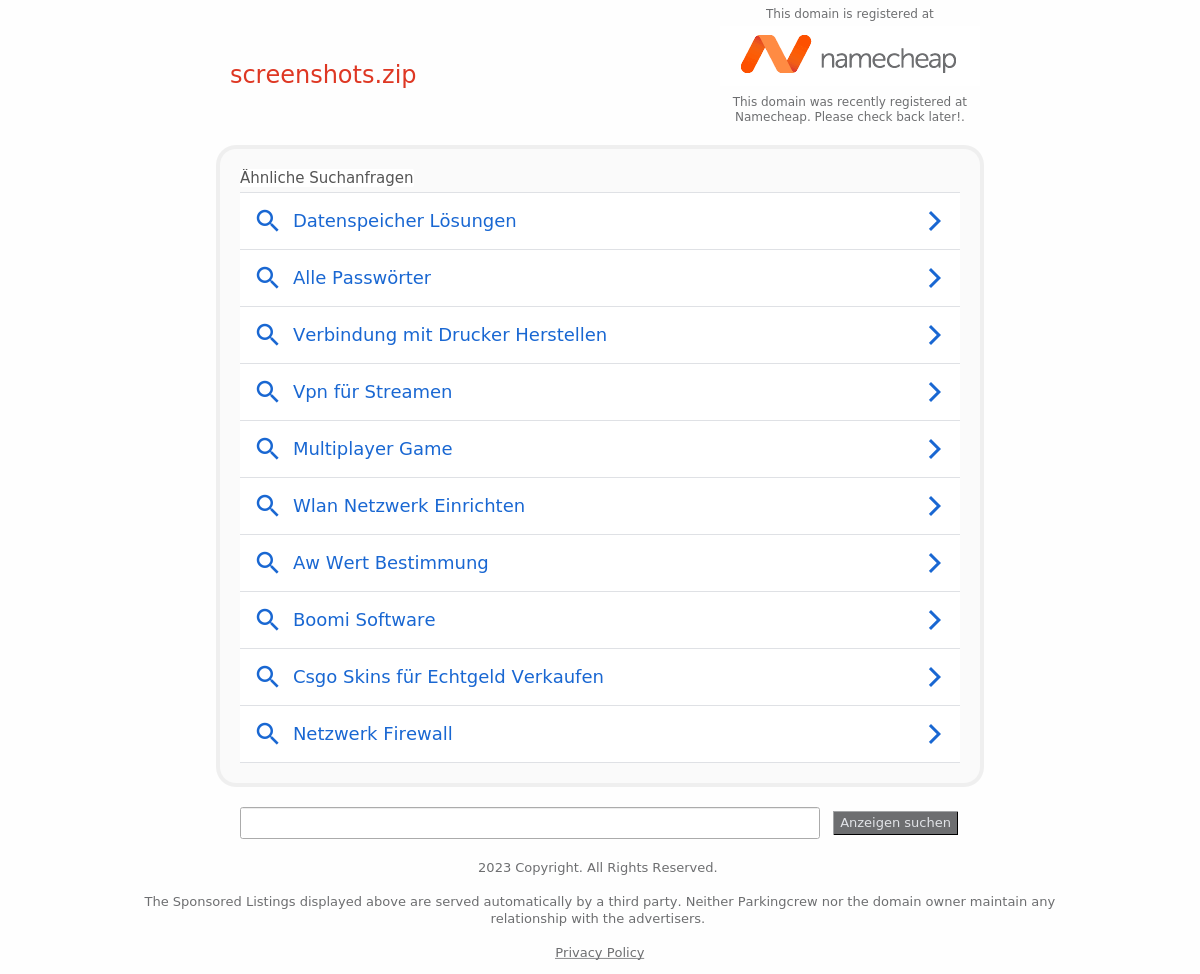 This domain is registered at
namecheap
screenshots.zip
This domain was recently registered at
Namecheap. Please check back later!.
Ähnliche Suchanfragen
Datenspeicher Lösungen
Alle Passwörter
Verbindung mit Drucker Herstellen
Vpn für Streamen
Multiplayer Game
Wlan Netzwerk Einrichten
Aw Wert Bestimmung
Boomi Software
Csgo Skins für Echtgeld Verkaufen
Netzwerk Firewall
Anzeigen suchen
2023 Copyright. All Rights Reserved.
The Sponsored Listings displayed above are served automatically by a third party. Neither Parkingcrew nor the domain owner maintain any
relationship with the advertisers.
Privacy Policy